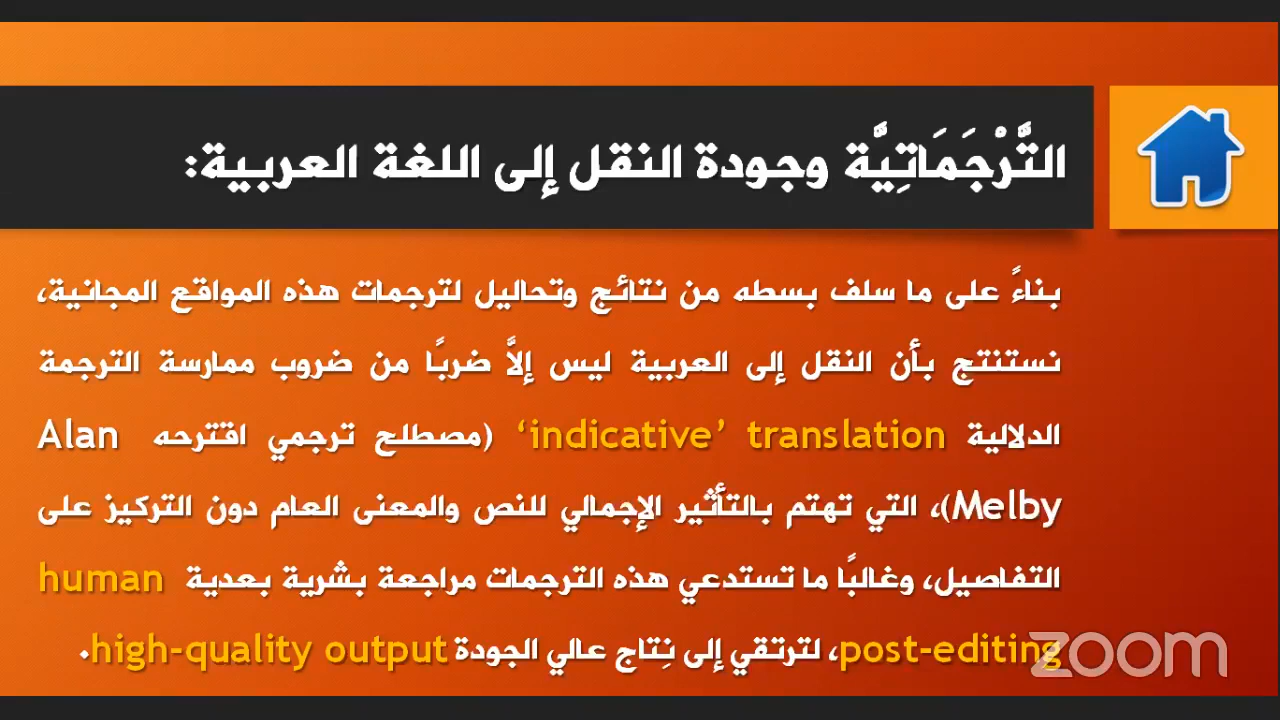 التَّرْجَمَاتِيَّة وجودة النقل إلى اللغة العربية:
بناءً على ما سلف بسطه من نتائج وتحاليل لترجمات هذه المواقع المجانية،
نستنتج بأن النقل إلى العربية ليس إلاَّ ضربًا من ضروب ممارسة الترجمة
الدلالية ‘indicative’ translation (مصطلح ترجمي اقترحه Alan
Melby)، التي تهتم بالتأثير الإجمالي للنص والمعنى العام دون التركيز على
التفاصيل، وغالبًا ما تستدعي هذه الترجمات مراجعة بشرية بعدية human
post-editing، لترتقي إلى نِتاج عالي الجودة high-quality output.
zoom